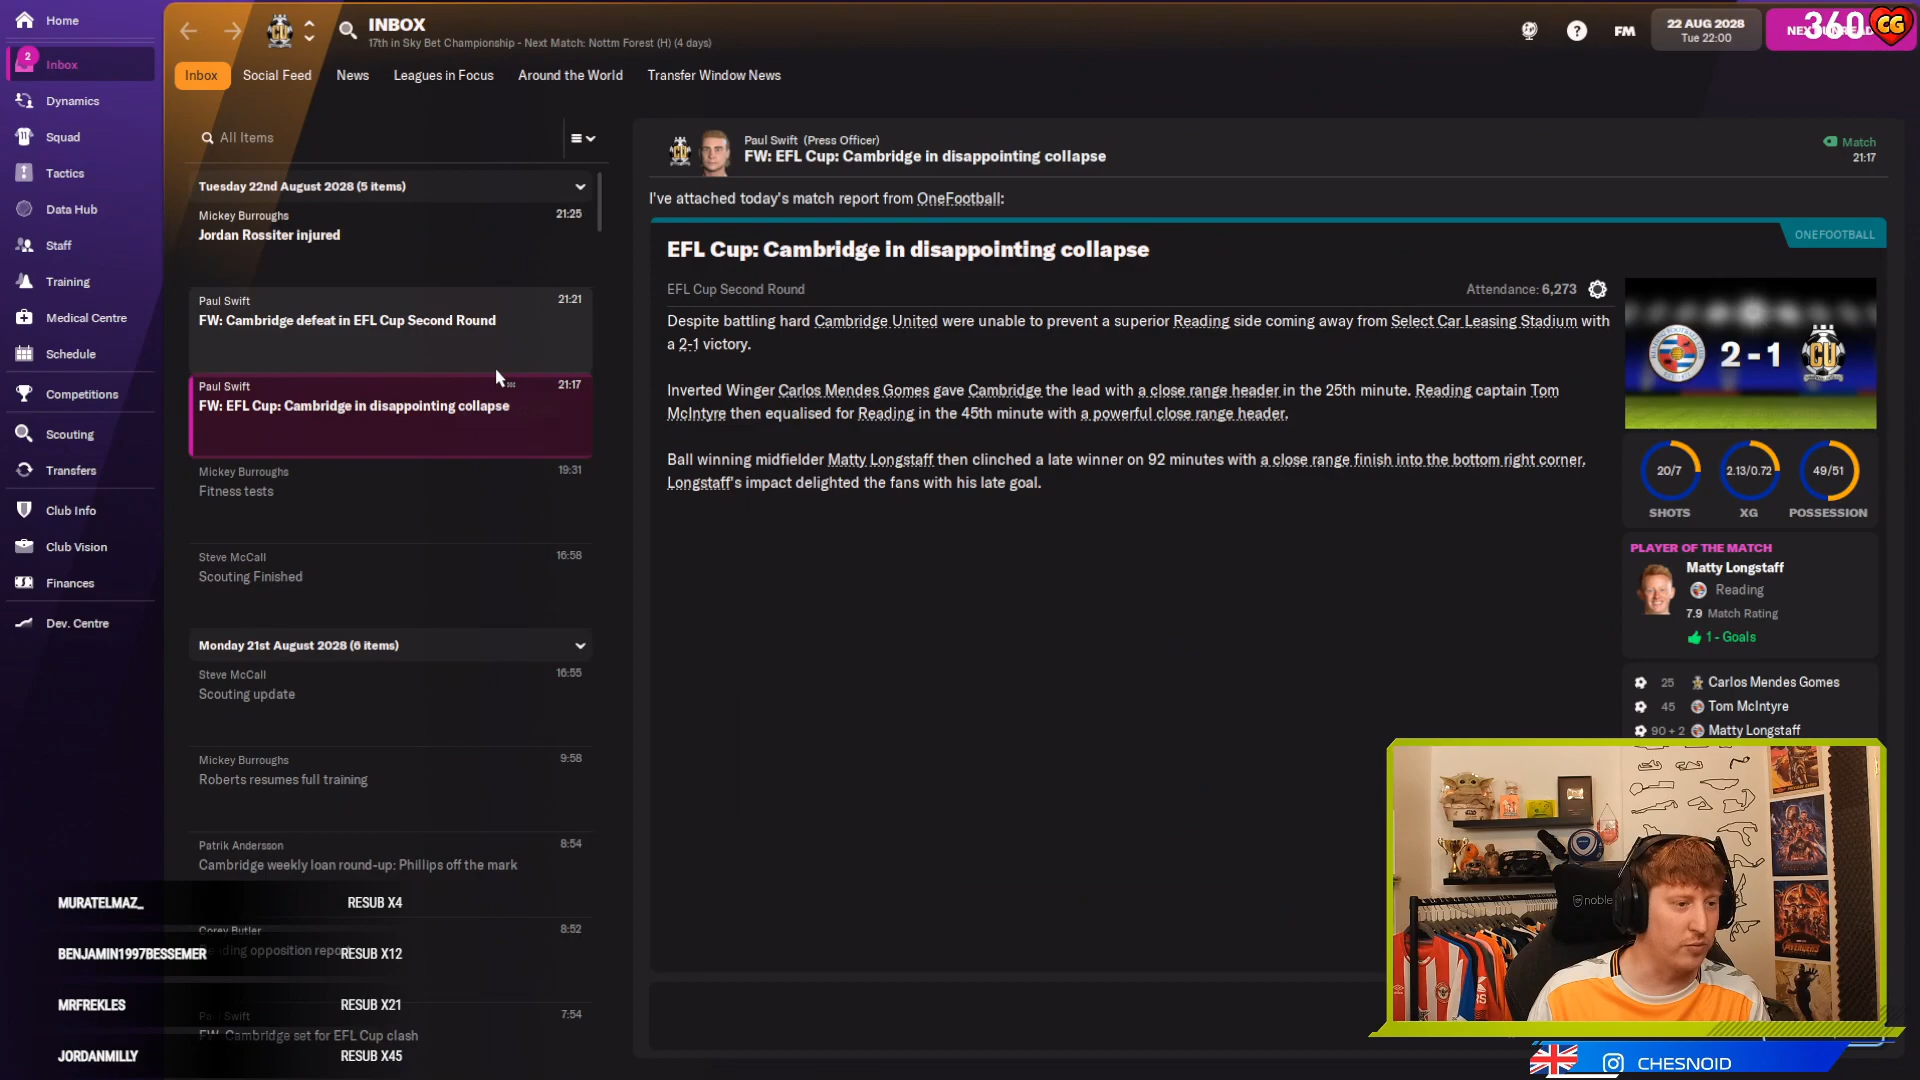 Home
2
Inbox
Dynamics
Squad
Tactics
Data Hub
Staff
Training
Medical Centre
Schedule
Competitions
Scouting
Transfers
Club Info
Club Vision
Finances
Dev. Centre
INBOX
17th in Sky Bet Championship - Next Match: Nottm Forest (H) (4 days)
FM
22 AUG 2028
Tue 22:00
360
CG
Inbox
Social Feed
News
Leagues in Focus
Around the World
Transfer Window News
All Items
Tuesday 22nd August 2028 (5 items)
Mickey Burroughs
21:25
Jordan Rossiter injured
Paul Swift
21:21
FW: Cambridge defeat in EFL Cup Second Round
Paul Swift
21:17
FW: EFL Cup: Cambridge in disappointing collapse
Mickey Burroughs
19:31
Fitness tests
Steve McCall
16:58
Scouting Finished
Monday 21st August 2028 (6 items)
Steve McCall
16:55
Scouting update
Mickey Burroughs
9:58
Roberts resumes full training
Patrik Andersson
8:54
Cambridge weekly loan round-up: Phillips off the mark
Corey Butler
8:52
opposition
Swift
7:54
FW: Cambridge set for EFL Cup clash
MURATELMAZ_ RESUB X4
BENJAMIN1997BESSEMER RESUB X12
MRFREKLES RESUB X21
JORDANMILLY RESUB X45
Paul Swift (Press Officer)
FW: EFL Cup: Cambridge in disappointing collapse
Match
21:17
I've attached today's match report from OneFootball:
ONEFOOTBALL
EFL Cup: Cambridge in disappointing collapse
EFL Cup Second Round
Attendance: 6,273
Despite battling hard Cambridge United were unable to prevent a superior Reading side coming away from Select Car Leasing Stadium with
a 2-1 victory.
Inverted Winger Carlos Mendes Gomes gave Cambridge the lead with a close range header in the 25th minute. Reading captain Tom
McIntyre then equalised for Reading in the 45th minute with a powerful close range header.
Ball winning midfielder Matty Longstaff then clinched a late winner on 92 minutes with a close range finish into the bottom right corner.
Longstaff's impact delighted the fans with his late goal.
2 - 1
CU
20/7
2.13/0.72
49/51
SHOTS
XG
POSSESSION
PLAYER OF THE MATCH
Matty Longstaff
Reading
7.9 Match Rating
1 - Goals
25 Carlos Mendes Gomes
45 Tom McIntyre
90 + 2 Matty Longstaff
noble
CHESNOID